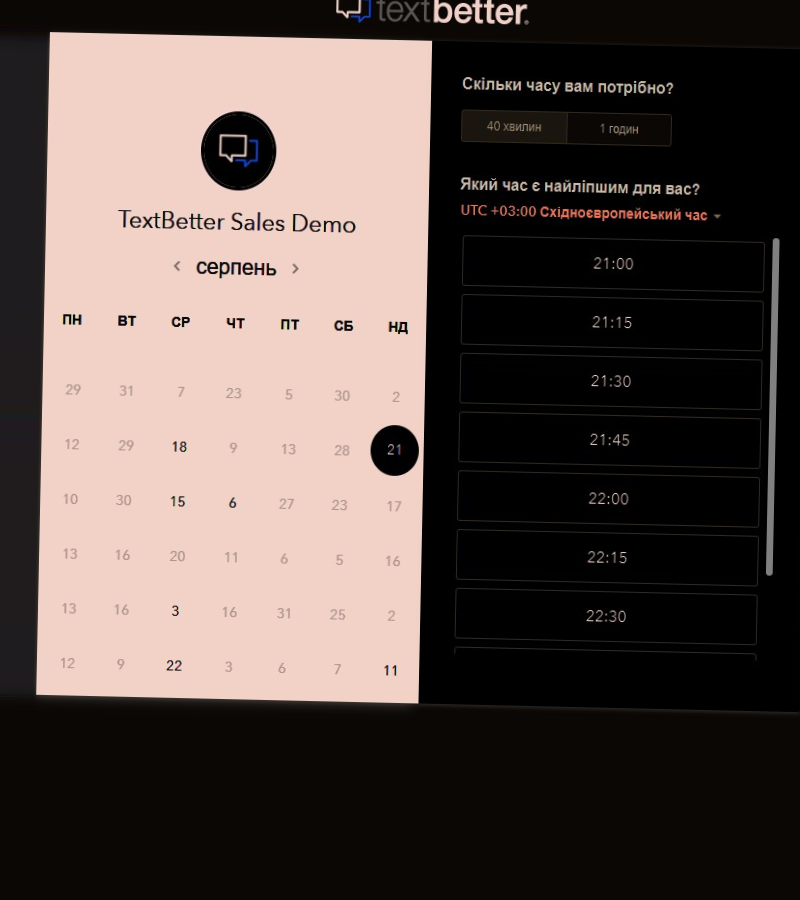 textbetter.
TextBetter Sales Demo
серпень
ПН ВТ СР ЧТ ПТ СБ НД
29 31 7 23 5 30 2
12 29 18 9 13 28 21
10 30 15 6 27 23 17
13 16 20 11 6 5 16
13 16 3 16 31 25 2
12 9 22 3 6 7 11
Скільки часу вам потрібно?
40 хвилин 1 годин
Який час є найліпшим для вас?
UTC +03:00 Східноєвропейський час
21:00
21:15
21:30
21:45
22:00
22:15
22:30